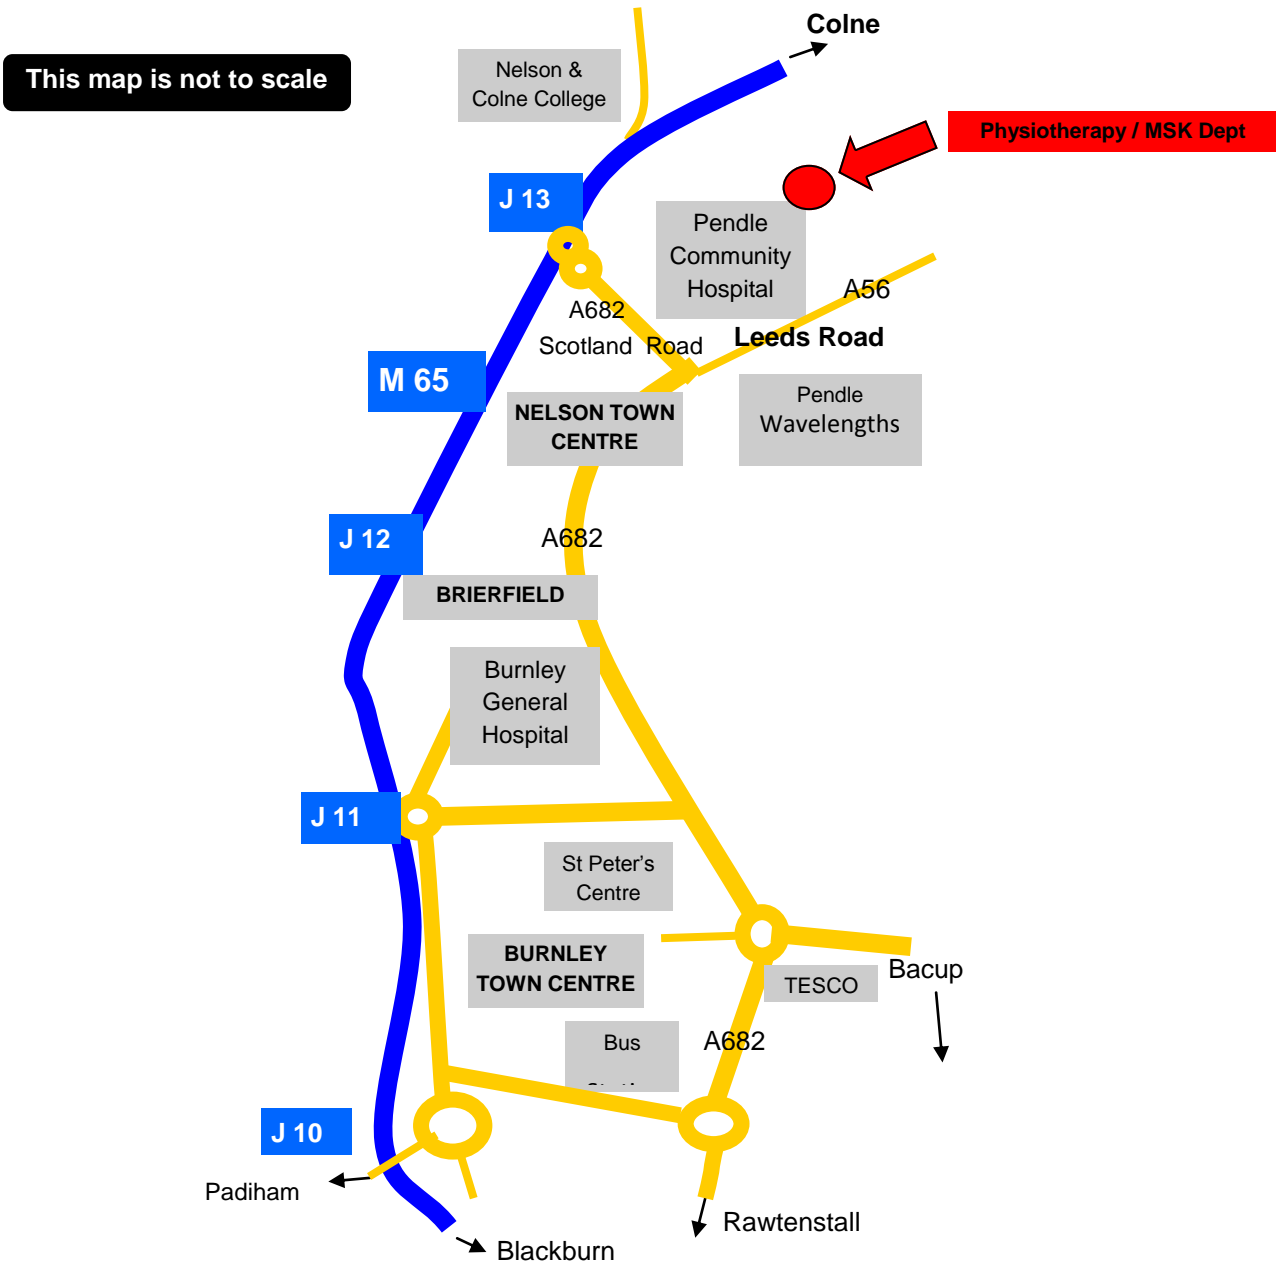 Colne
This map is not to scale
Nelson &
Colne College
Physiotherapy / MSK Dept
J 13
Pendle
Community
Hospital
A56
A682
Scotland Road
Leeds Road
M 65
Pendle
Wavelengths
NELSON TOWN
CENTRE
J 12
A682
BRIERFIELD
Burnley
General
Hospital
J 11
St Peter’s
Centre
BURNLEY
TOWN CENTRE
TESCO
Bacup
Bus
A682
J 10
Padiham
Rawtenstall
Blackburn